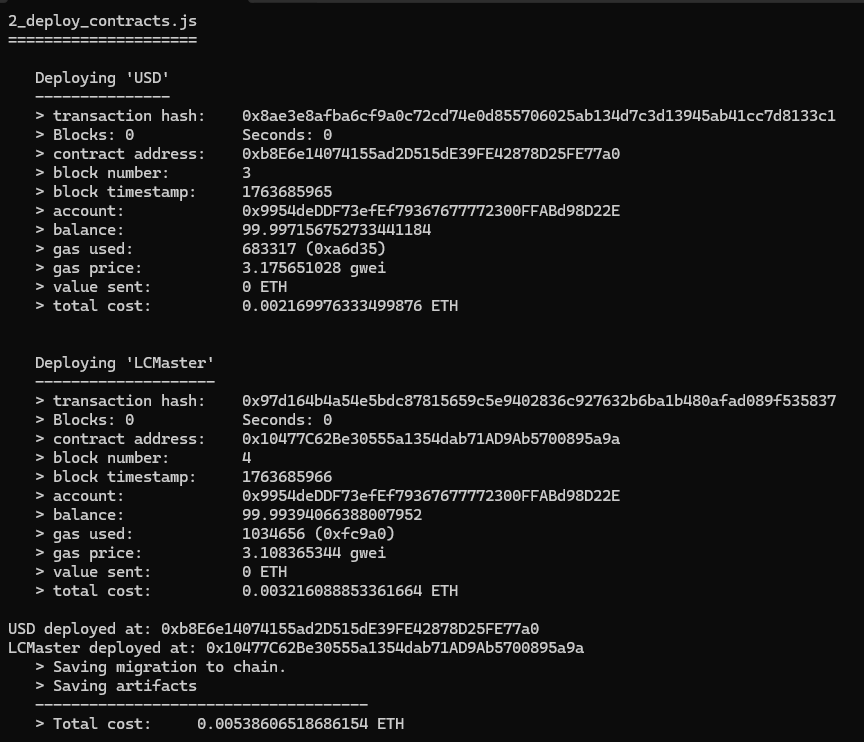 2_deploy_contracts.js
=====================
Deploying 'USD'
---------------
> transaction hash:    0x8ae3e8afba6cf9a0c72cd74e0d855706025ab134d7c3d13945ab41cc7d8133c1
> Blocks: 0            Seconds: 0
> contract address:    0xb8E6e14074155ad2D515dE39FE42878D25FE77a0
> block number:        3
> block timestamp:     1763685965
> account:             0x9954deDDF73efEf79367677772300FFABd98D22E
> balance:             99.997156752733441184
> gas used:            683317 (0xa6d35)
> gas price:           3.175651028 gwei
> value sent:          0 ETH
> total cost:          0.002169976333499876 ETH
Deploying 'LCMaster'
--------------------
> transaction hash:    0x97d164b4a54e5bdc87815659c5e9402836c927632b6ba1b480afad089f535837
> Blocks: 0            Seconds: 0
> contract address:    0x10477C62Be30555a1354dab71AD9Ab5700895a9a
> block number:        4
> block timestamp:     1763685966
> account:             0x9954deDDF73efEf79367677772300FFABd98D22E
> balance:             99.99394066388007952
> gas used:            1034656 (0xfc9a0)
> gas price:           3.108365344 gwei
> value sent:          0 ETH
> total cost:          0.003216088853361664 ETH
USD deployed at: 0xb8E6e14074155ad2D515dE39FE42878D25FE77a0
LCMaster deployed at: 0x10477C62Be30555a1354dab71AD9Ab5700895a9a
> Saving migration to chain.
> Saving artifacts
-------------------------------------
> Total cost:     0.00538606518686154 ETH